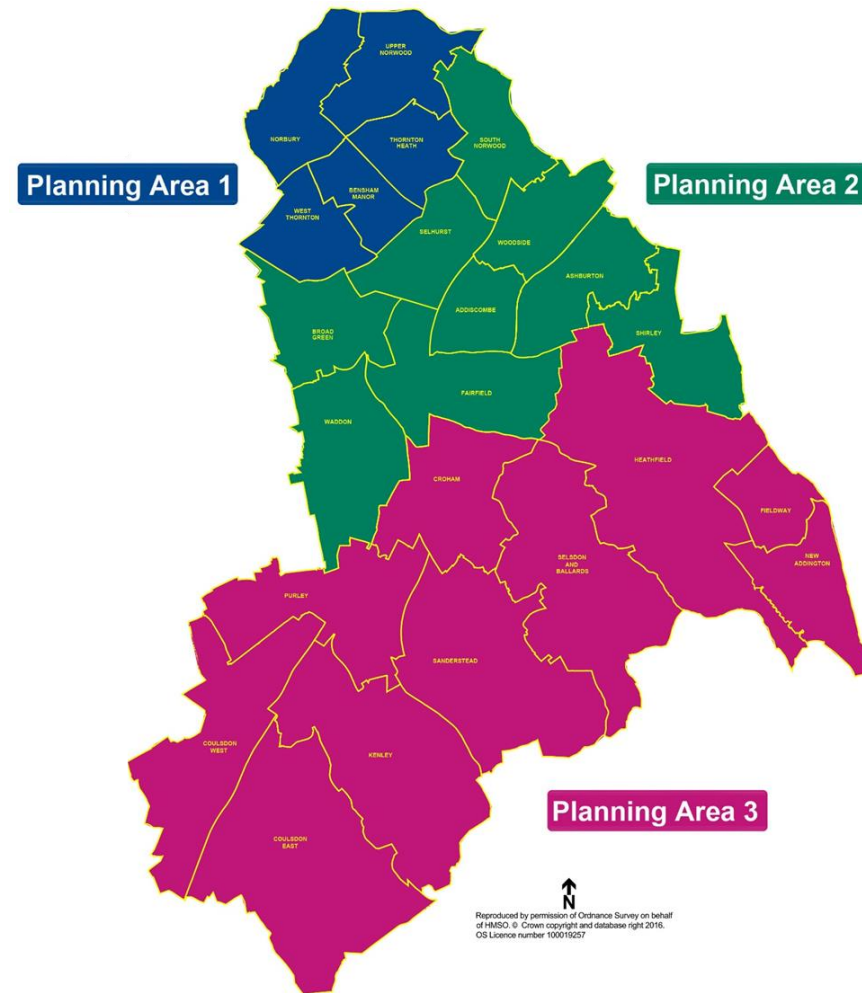 UPPER
NORWOOD
NORBURY
THORNTON
HEATH
SOUTH
NORWOOD
Planning Area 1
Planning Area 2
BENSHAM
MANOR
WEST
THORNTON
SELHURST
WOODSIDE
ASHBURTON
ADDISCOMBE
BROAD
GREEN
SHIRLEY
FAIRFIELD
WADDON
HEATHFIELD
CROHAM
FIELDWAY
SELSDON
AND
BALLARDS
NEW
ADDINGTON
PURLEY
SANDERSTEAD
COULSDON
WEST
KENLEY
Planning Area 3
COULSDON
EAST
N
Reproduced by permission of Ordnance Survey on behalf
of HMSO. © Crown copyright and database right 2016.
OS Licence number 100019257